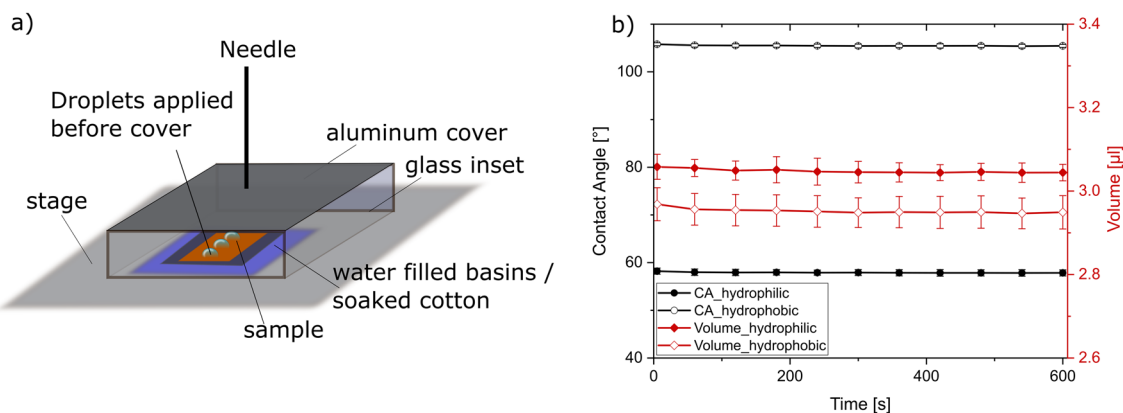 a)
Needle
Droplets applied
before cover
aluminum cover
glass inset
stage
water filled basins /
soaked cotton
sample
b)
100
80
60
40
Contact Angle [°]
3.4
3.2
3.0
2.8
2.6
Volume [µl]
CA_hydrophilic
CA_hydrophobic
Volume_hydrophilic
Volume_hydrophobic
0
200
400
600
Time [s]